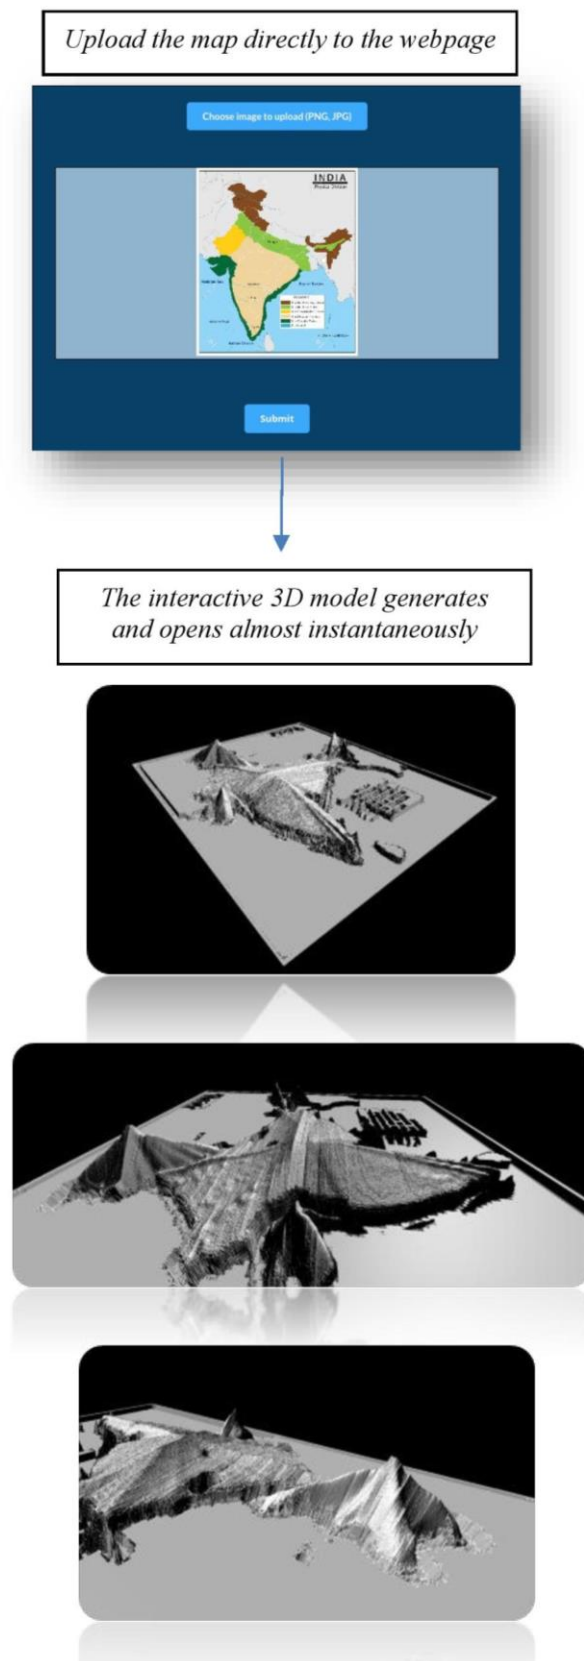 Upload the map directly to the webpage
Choose image to upload (PNG, JPG)
INDIA
Submit
The interactive 3D model generates
and opens almost instantaneously